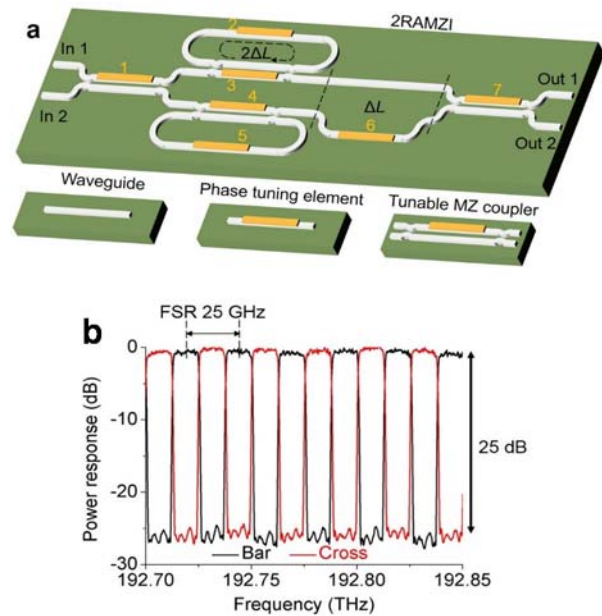 a
2RAMZI
In 1
In 2
1
2
2ΔL
3
4
5
ΔL
6
7
Out 1
Out 2
Waveguide
Phase tuning element
Tunable MZ coupler
b
FSR 25 GHz
Power response (dB)
0
-10
-20
-30
25 dB
Bar
Cross
192.70
192.75
192.80
192.85
Frequency (THz)